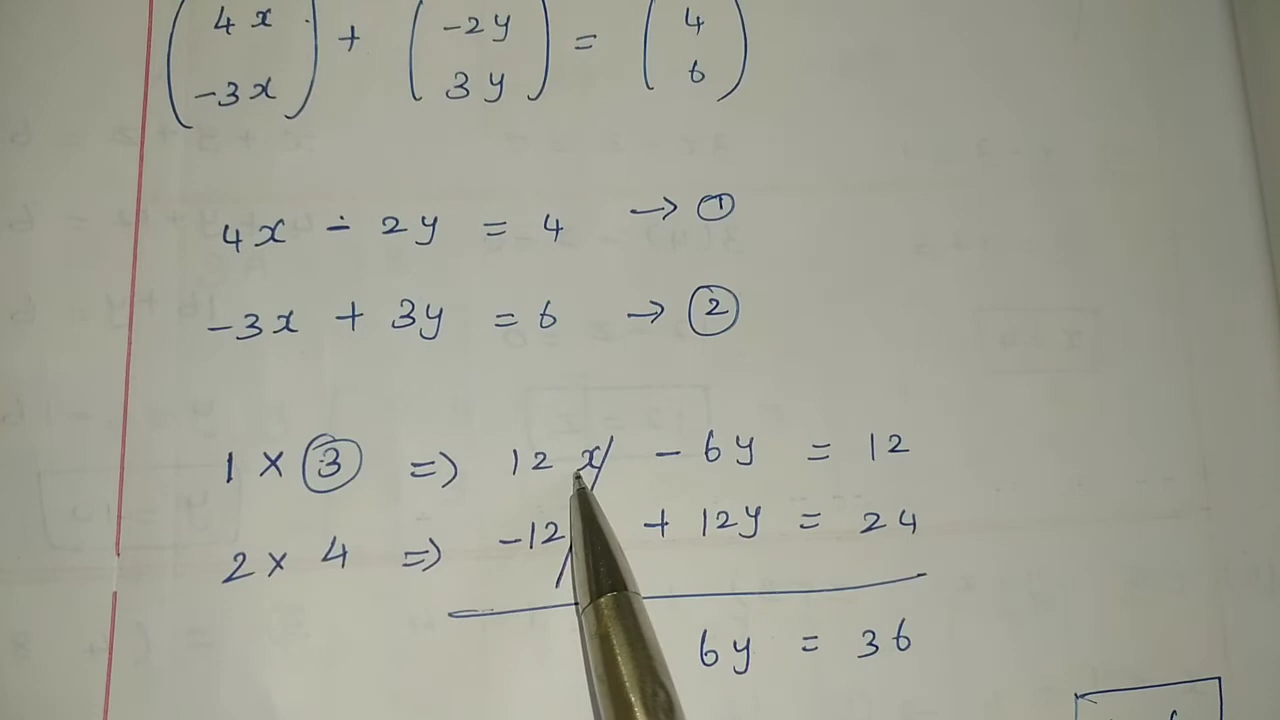 4x + -2y = 4
-3x 3y 6
4x - 2y = 4 → ①
-3x + 3y = 6 → ②
1 × ③ => 12x - 6y = 12
2 × 4 => -12 + 12y = 24
6y = 36